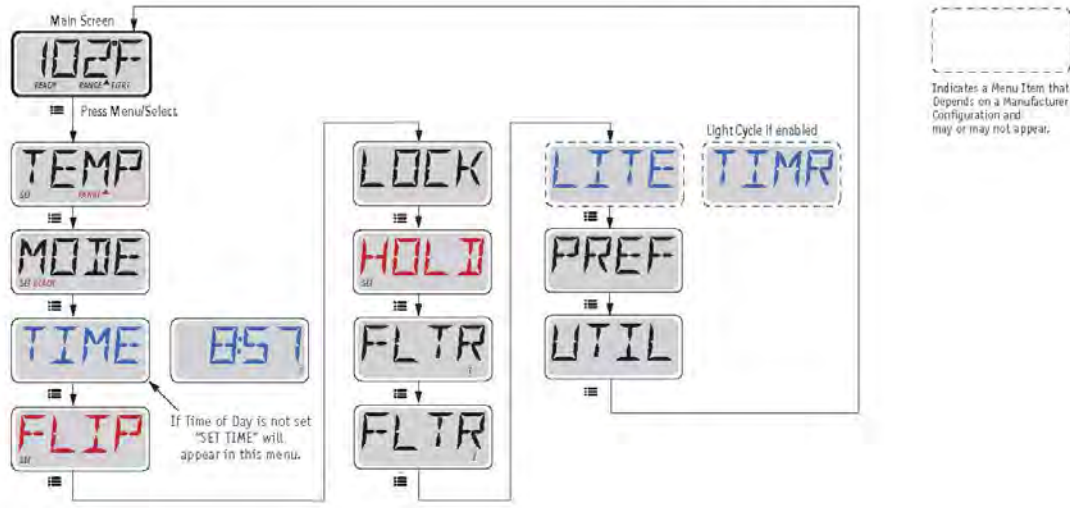 Main Screen
102°F
READY RANGE
Press Menu/Select
TEMP
SET RANGE
MODE
SET READY
TIME
8:57
FLIP
SET
If Time of Day is not set
"SET TIME" will
appear in this menu.
LOCK
HOLD
SET
FLTR
1
FLTR
2
Light Cycle if enabled
LITE TIMR
PREF
UTIL
Indicates a Menu Item that
Depends on a Manufacturer
Configuration and
may or may not appear.